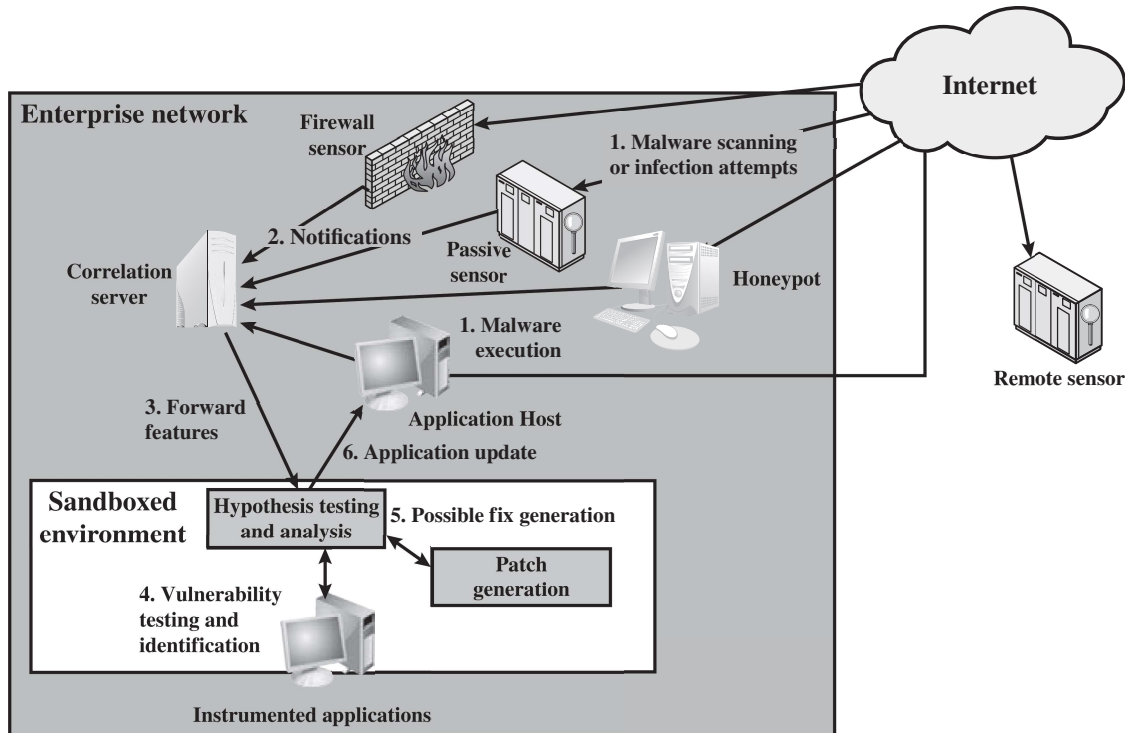 Internet
Enterprise network
Firewall
sensor
1. Malware scanning
or infection attempts
2. Notifications
Passive
sensor
Correlation
server
Honeypot
1. Malware
execution
Remote sensor
3. Forward
features
Application Host
6. Application update
Sandboxed
environment
Hypothesis testing
and analysis
5. Possible fix generation
Patch
generation
4. Vulnerability
testing and
identification
Instrumented applications